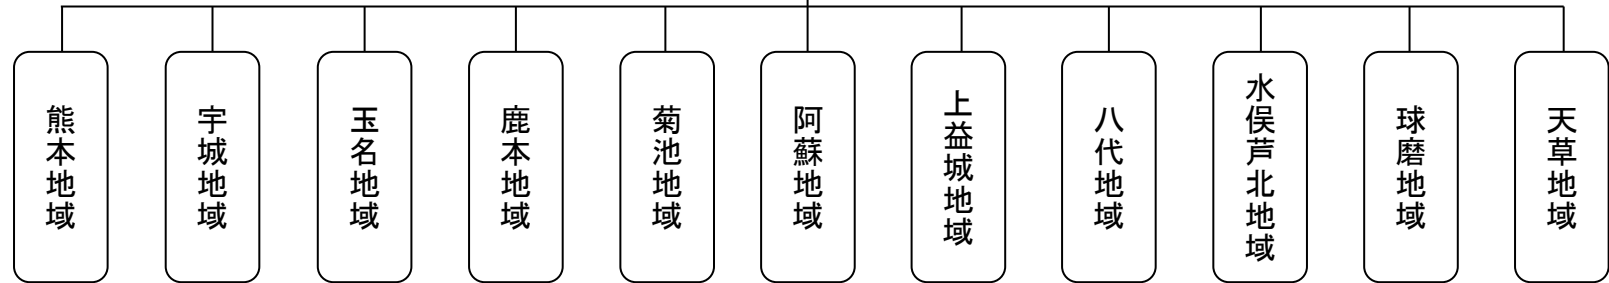 熊本地域
宇城地域
玉名地域
鹿本地域
菊池地域
阿蘇地域
上益城地域
八代地域
水俣芦北地域
球磨地域
天草地域